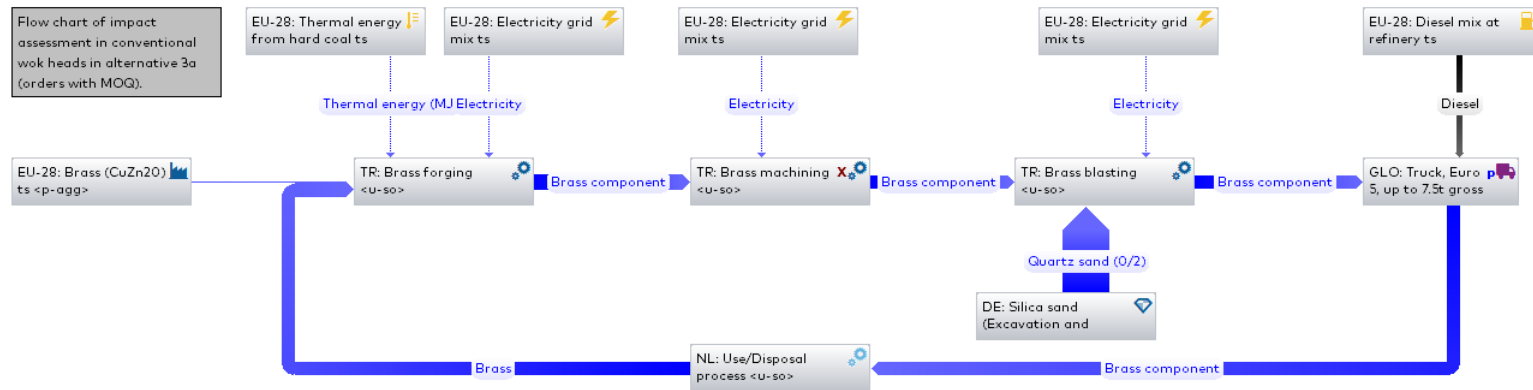 Flow chart of impact
assessment in conventional
wok heads in alternative 3a
(orders with MOQ).
EU-28: Thermal energy
from hard coal ts
EU-28: Electricity grid
mix ts
EU-28: Electricity grid
mix ts
EU-28: Electricity grid
mix ts
EU-28: Diesel mix at
refinery ts
Thermal energy (MJ
Electricity
Electricity
Electricity
Diesel
EU-28: Brass (CuZn20)
ts <p-agg>
TR: Brass forging
<u-so>
Brass component
TR: Brass machining
<u-so>
X
Brass component
TR: Brass blasting
<u-so>
Brass component
GLO: Truck, Euro
5, up to 7.5t gross
p
Quartz sand (0/2)
DE: Silica sand
(Excavation and
Brass
NL: Use/Disposal
process <u-so>
Brass component